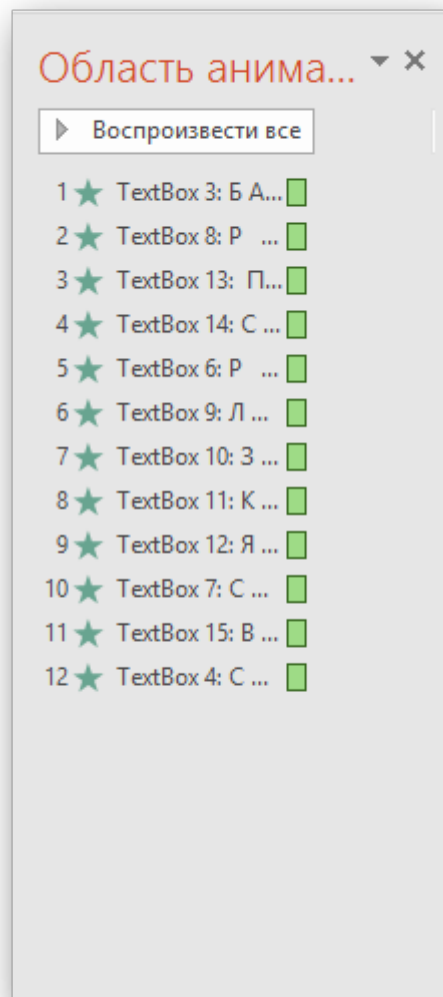 Область анима...
Воспроизвести все
1 TextBox 3: Б А...
2 TextBox 8: Р ...
3 TextBox 13: П...
4 TextBox 14: С ...
5 TextBox 6: Р ...
6 TextBox 9: Л ...
7 TextBox 10: З ...
8 TextBox 11: К ...
9 TextBox 12: Я ...
10 TextBox 7: С ...
11 TextBox 15: В ...
12 TextBox 4: С ...